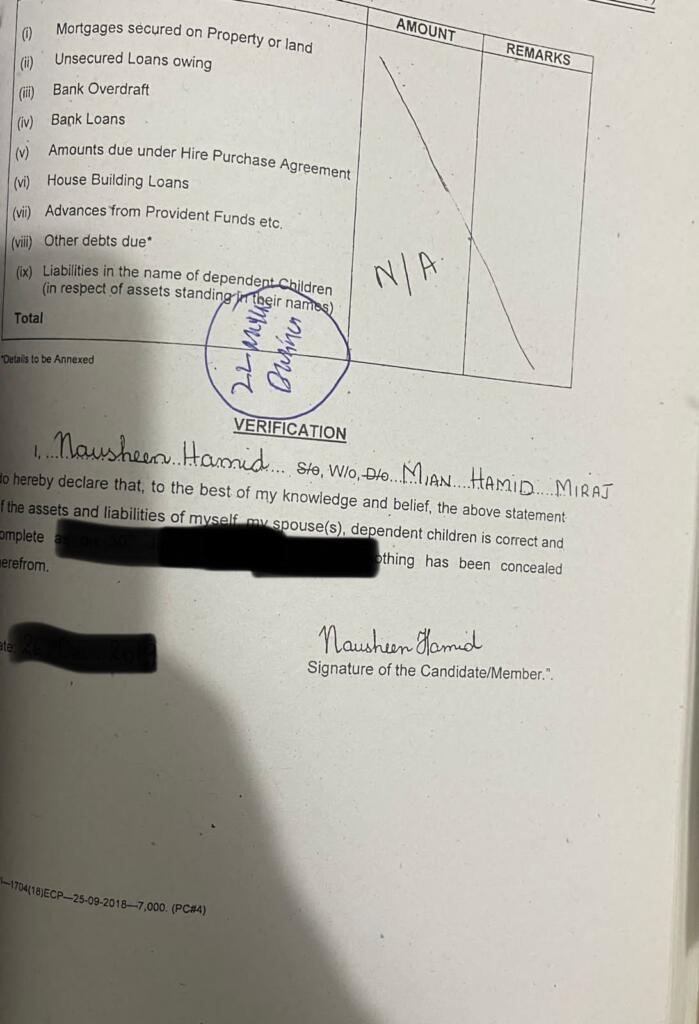 AMOUNT
REMARKS
(i) Mortgages secured on Property or land
(ii) Unsecured Loans owing
(iii) Bank Overdraft
(iv) Bank Loans
(v) Amounts due under Hire Purchase Agreement
(vi) House Building Loans
(vii) Advances from Provident Funds etc.
(viii) Other debts due*
(ix) Liabilities in the name of dependent Children
(in respect of assets standing in their names)
N/A
Total
*Details to be Annexed
VERIFICATION
I, ... Nausheen .. Hamid ... S/o, W/o, D/o... MIAN .... HAMID .... MIRAJ
do hereby declare that, to the best of my knowledge and belief, the above statement
f the assets and liabilities of myself, my spouse(s), dependent children is correct and
omplete othing has been concealed
erefrom.
ate:
Nausheen Hamid
Signature of the Candidate/Member.".
1704(18)ECP—25-09-2018—7,000. (PC#4)